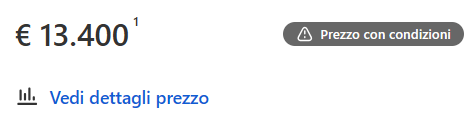 € 13.400 1
Prezzo con condizioni
Vedi dettagli prezzo